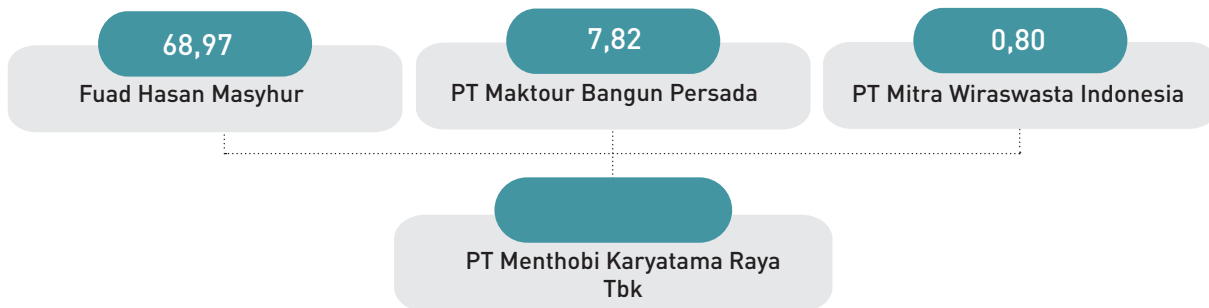 68,97
Fuad Hasan Masyhur
7,82
PT Maktour Bangun Persada
0,80
PT Mitra Wiraswasta Indonesia
PT Menthobi Karyatama Raya
Tbk